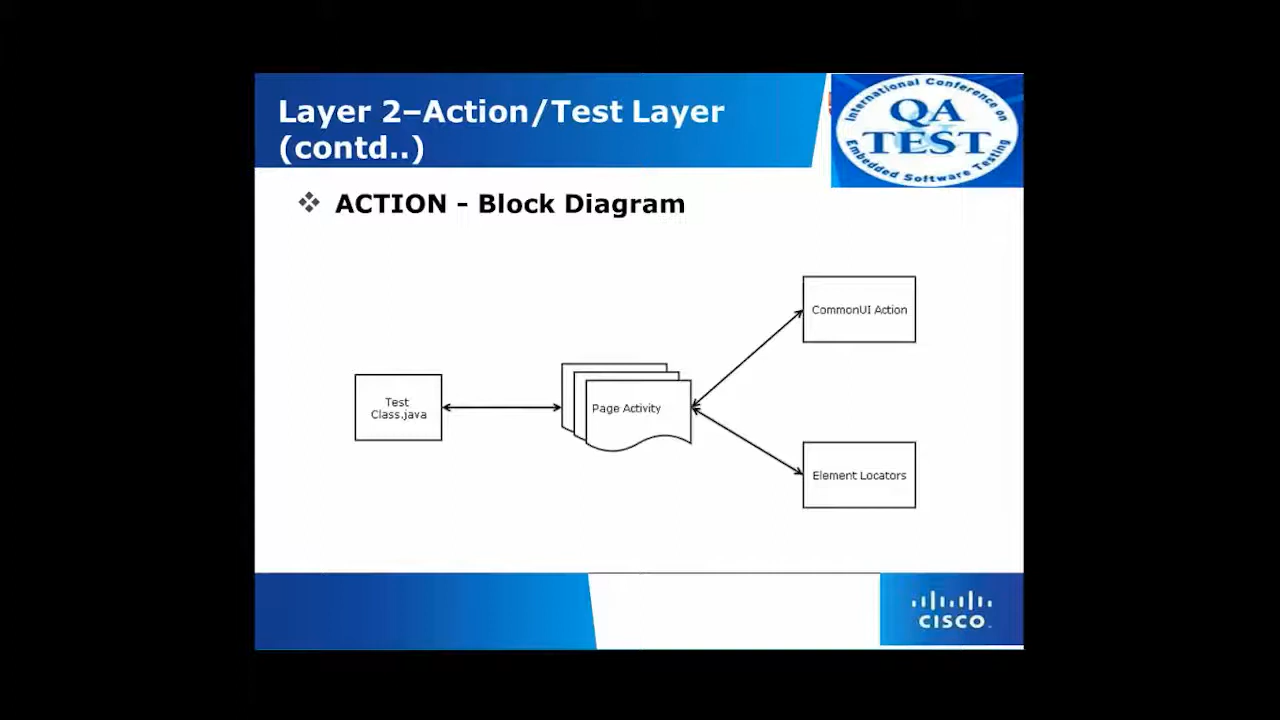 Layer 2–Action/Test Layer
(contd..)
International Conference on
QA
&
TEST
Embedded Software Testing
❖ ACTION - Block Diagram
CommonUI Action
Test
Class.java
Page Activity
Element Locators
CISCO